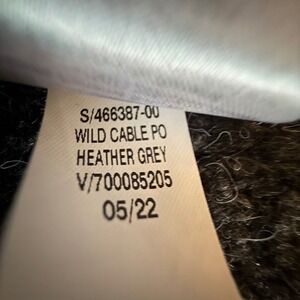 S/466387-00
WILD CABLE PO
HEATHER GREY
V/700085205
05/22